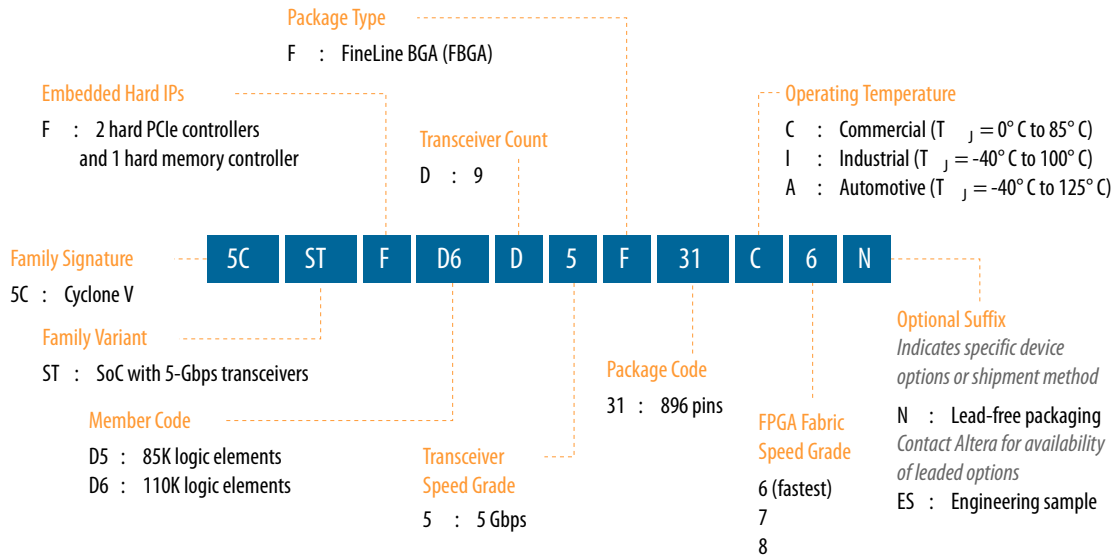 Package Type
F : FineLine BGA (FBGA)
Embedded Hard IPs
F : 2 hard PCIe controllers
and 1 hard memory controller
Transceiver Count
D : 9
Operating Temperature
C : Commercial (T J = 0° C to 85° C)
I : Industrial (T J = -40° C to 100° C)
A : Automotive (T J = -40° C to 125° C)
5C ST F D6 D 5 F 31 C 6 N
Family Signature
5C : Cyclone V
Family Variant
ST : SoC with 5-Gbps transceivers
Member Code
D5 : 85K logic elements
D6 : 110K logic elements
Transceiver
Speed Grade
5 : 5 Gbps
Package Code
31 : 896 pins
FPGA Fabric
Speed Grade
6 (fastest)
7
8
Optional Suffix
Indicates specific device
options or shipment method
N : Lead-free packaging
Contact Altera for availability
of leaded options
ES : Engineering sample